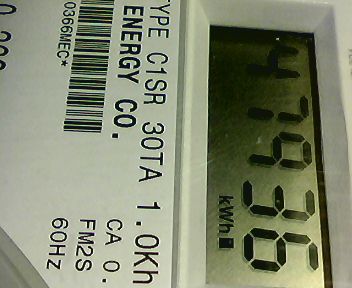 47936
kWh
TYPE C1SR 30TA 1.0Kh
ENERGY CO.
CA 0.
FM2S
60HZ
0366MEC*